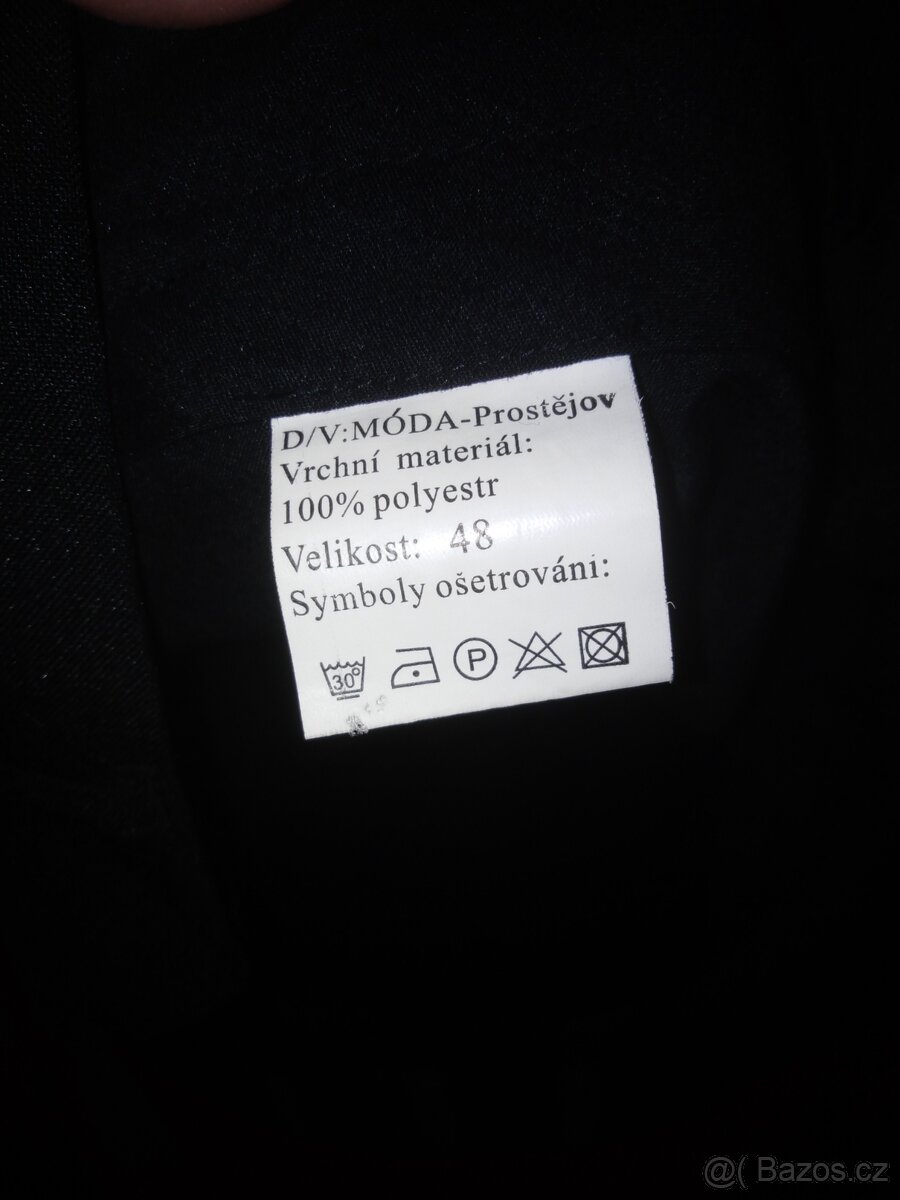 D/V:MÓDA-Prostějov
Vrchní materiál:
100% polyestr
Velikost: 48
Symboly ošetrováni:
30° P
@( Bazos.cz